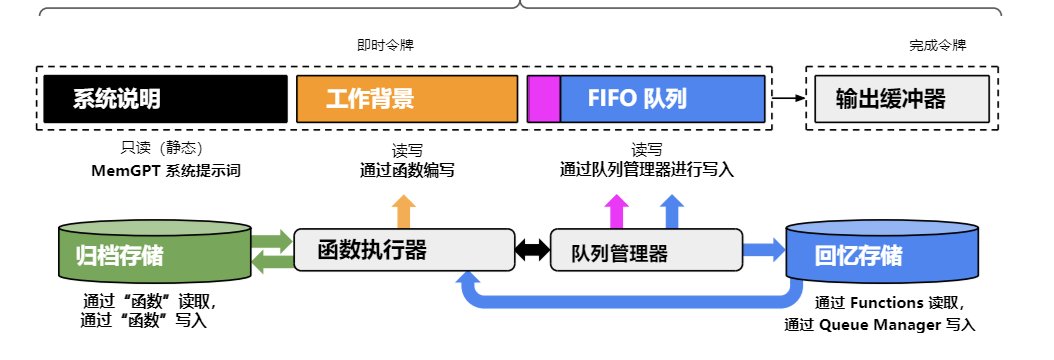 即时令牌
完成令牌
系统说明
工作背景
FIFO 队列
输出缓冲器
只读（静态）
MemGPT 系统提示词
读写
通过函数编写
读写
通过队列管理器进行写入
归档存储
函数执行器
队列管理器
回忆存储
通过“函数”读取，
通过“函数”写入
通过 Functions 读取，
通过 Queue Manager 写入